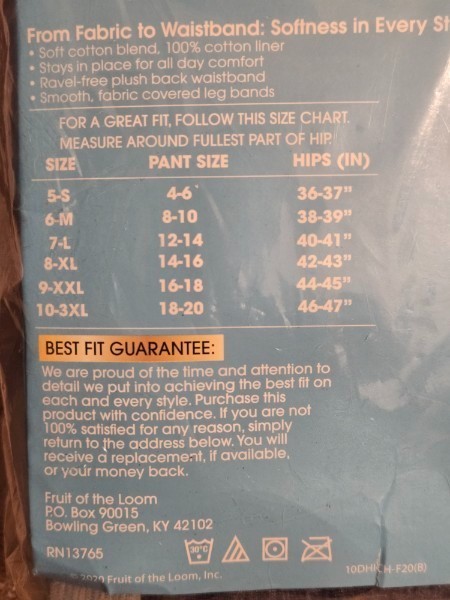 From Fabric to Waistband: Softness in Every
• Soft cotton blend, 100% cotton liner
• Stays in place for all day comfort
• Ravel-free plush back waistband
• Smooth, fabric covered leg bands
FOR A GREAT FIT, FOLLOW THIS SIZE CHART.
MEASURE AROUND FULLEST PART OF HIP.
SIZE PANT SIZE HIPS (IN)
5-S 4-6 36-37"
6-M 8-10 38-39"
7-L 12-14 40-41"
8-XL 14-16 42-43"
9-XXL 16-18 44-45"
10-3XL 18-20 46-47"
BEST FIT GUARANTEE:
We are proud of the time and attention to
detail we put into achieving the best fit on
each and every style. Purchase this
product with confidence. If you are not
100% satisfied for any reason, simply
return to the address below. You will
receive a replacement, if available,
or your money back.
Fruit of the Loom
P.O. Box 90015
Bowling Green, KY 42102
RN13765
30°C
10DHICH-F20(B)
© 2020 Fruit of the Loom, Inc.